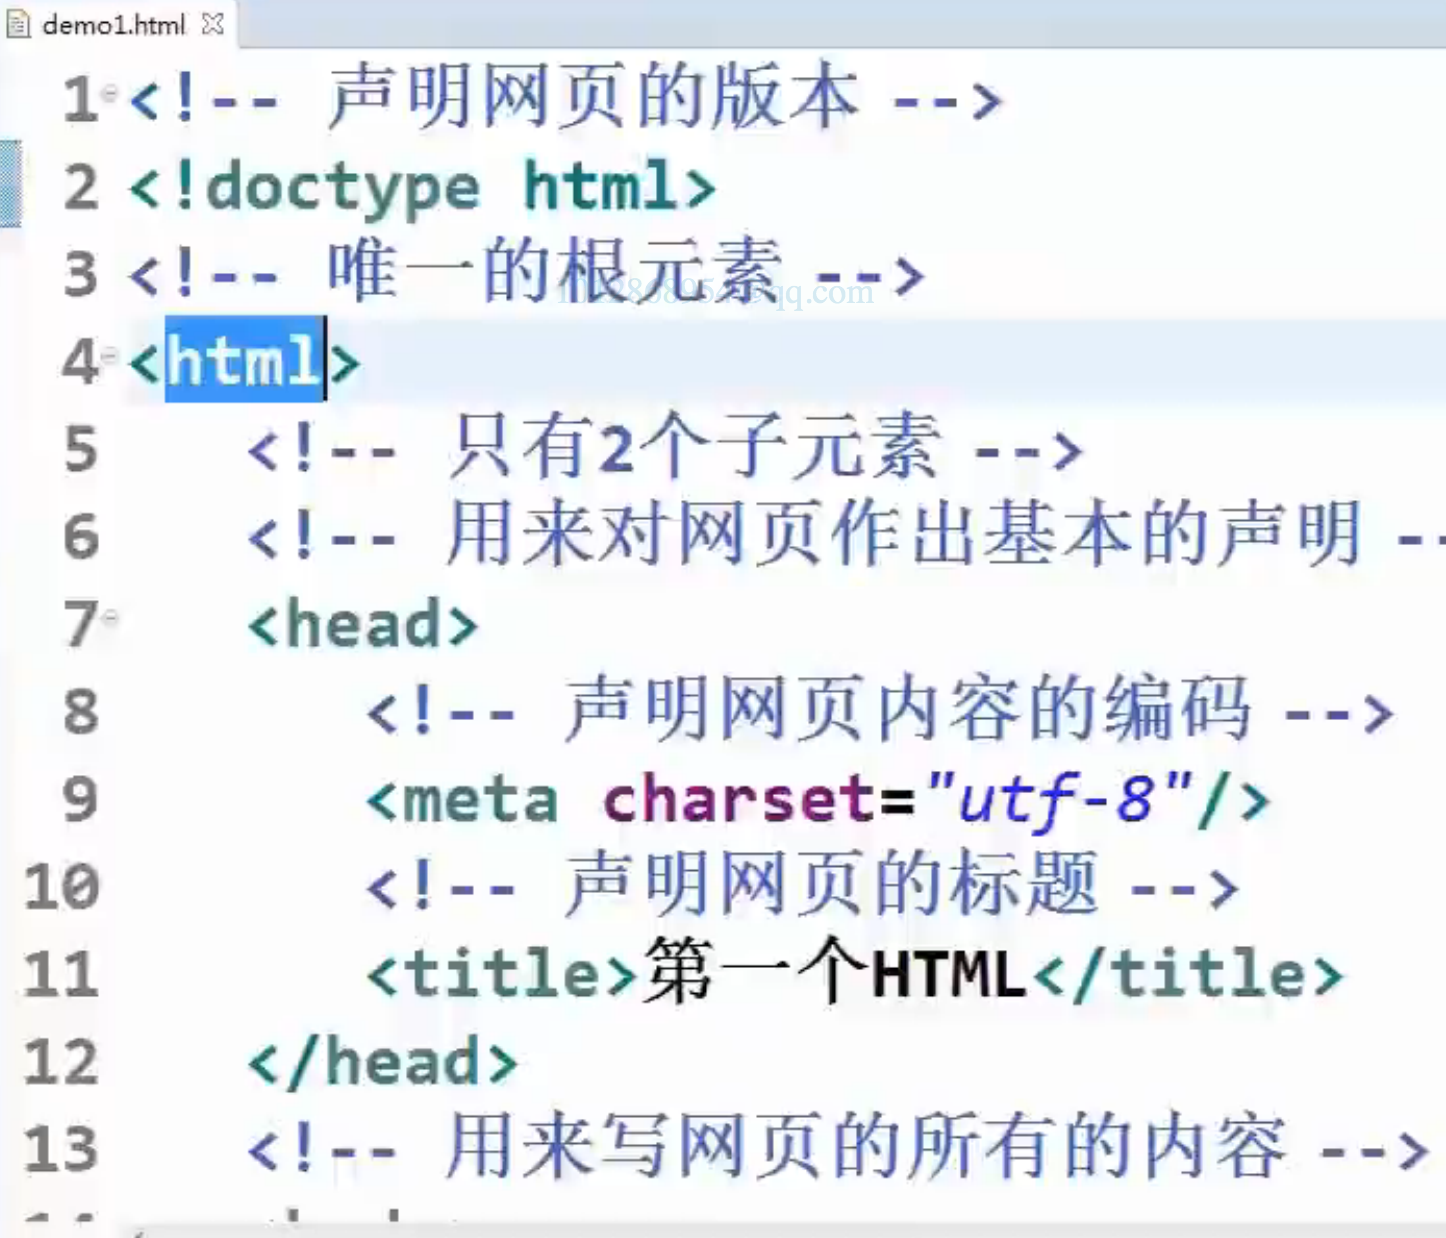 demo1.html
1 <!-- 声明网页的版本 -->
2 <!doctype html>
3 <!-- 唯一的根元素 -->
4 <html>
5 <!-- 只有2个子元素 -->
6 <!-- 用来对网页作出基本的声明 --
7 <head>
8 <!-- 声明网页内容的编码 -->
9 <meta charset="utf-8"/>
10 <!-- 声明网页的标题 -->
11 <title>第一个HTML</title>
12 </head>
13 <!-- 用来写网页的所有的内容 -->